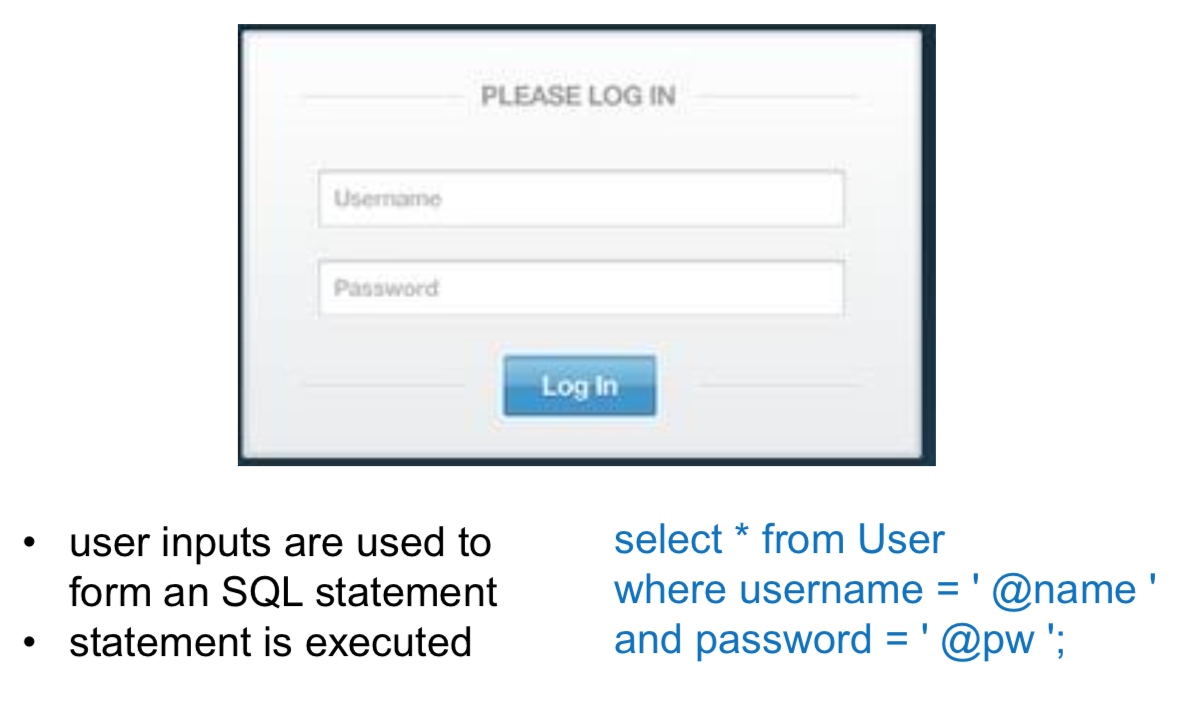 PLEASE LOG IN
Username
Password
Log In
• user inputs are used to
form an SQL statement
• statement is executed
select * from User
where username = ' @name '
and password = ' @pw ';